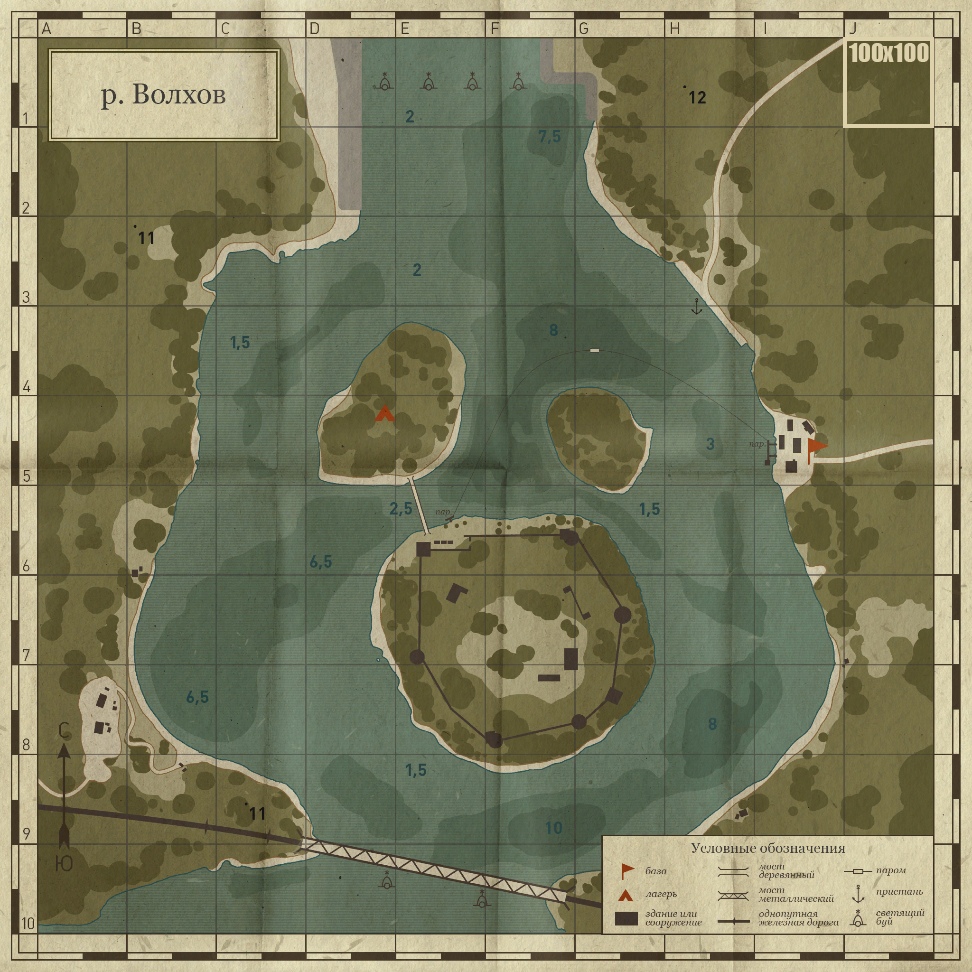 A B C D E F G H I J
100x100
р. Волхов
12
2
1
7,5
2
11
2
3
8
1,5
4
3
пар.
5
2,5
пар.
1,5
6,5
6
7
6,5
8
С
8
1,5
11
10
9
Ю
10
Условные обозначения
база
мост
деревянный
паром
лагерь
мост
металлический
пристань
здание или
сооружение
однопутная
железная дорога
светящий
буй